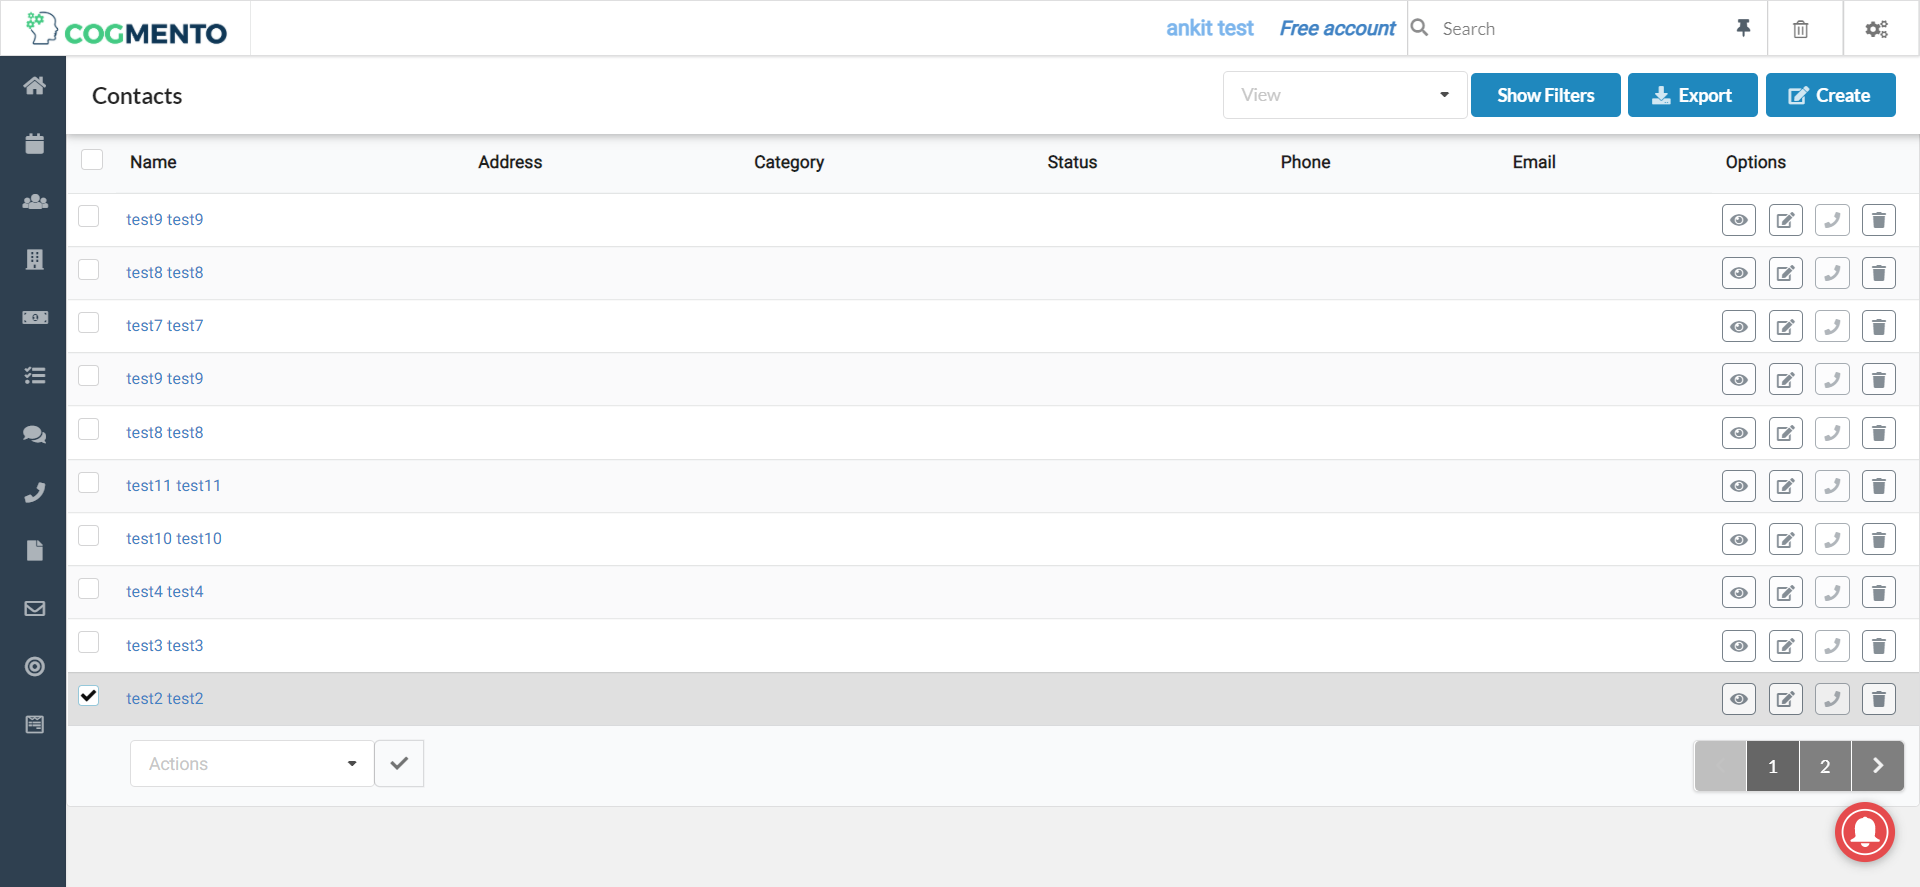 COGMENTO
ankit test Free account Search
Contacts View Show Filters Export Create
Name Address Category Status Phone Email Options
test9 test9
test8 test8
test7 test7
test9 test9
test8 test8
test11 test11
test10 test10
test4 test4
test3 test3
test2 test2
Actions 1 2